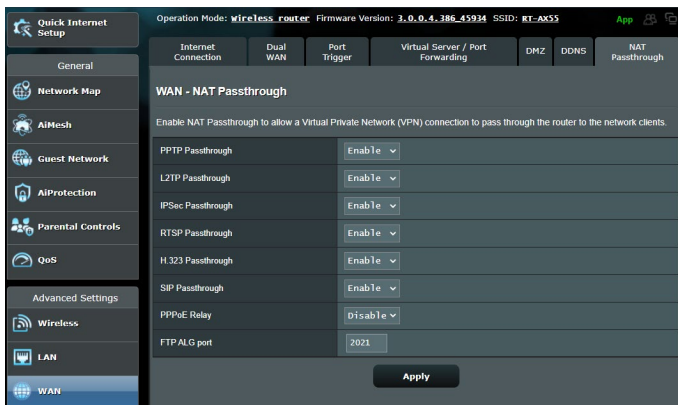 Quick Internet
Setup
Operation Mode: Wireless router Firmware Version: 3.0.0.4.386_45934 SSID: RT-AX55
App
General
Network Map
AiMesh
Guest Network
AiProtection
Parental Controls
QoS
Advanced Settings
Wireless
LAN
WAN
Internet
Connection
Dual
WAN
Port
Trigger
Virtual Server / Port
Forwarding
DMZ
DDNS
NAT
Passthrough
WAN - NAT Passthrough
Enable NAT Passthrough to allow a Virtual Private Network (VPN) connection to pass through the router to the network clients.
PPTP Passthrough Enable
L2TP Passthrough Enable
IPSec Passthrough Enable
RTSP Passthrough Enable
H.323 Passthrough Enable
SIP Passthrough Enable
PPPoE Relay Disable
FTP ALG port 2021
Apply